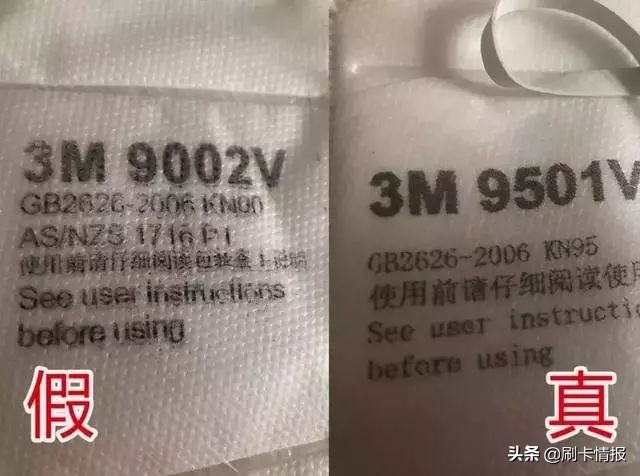 3M 9002V
GB2626-2006 KN90
AS/NZS 1716 P1
使用前请仔细阅读包装盒上说明
See user instructions
before using
假
3M 9501V
GB2626-2006 KN95
使用前请仔细阅读使用
See user instructi
before using
真
头条 @刷卡情报